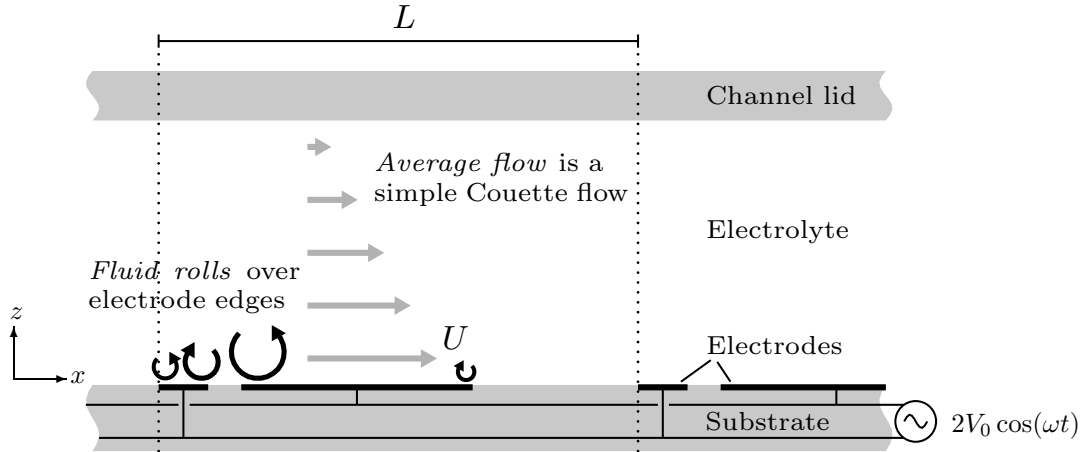 L
Channel lid
Average flow is a
simple Couette flow
Electrolyte
Fluid rolls over
electrode edges
z
U
Electrodes
x
Substrate
2V₀ cos(ωt)